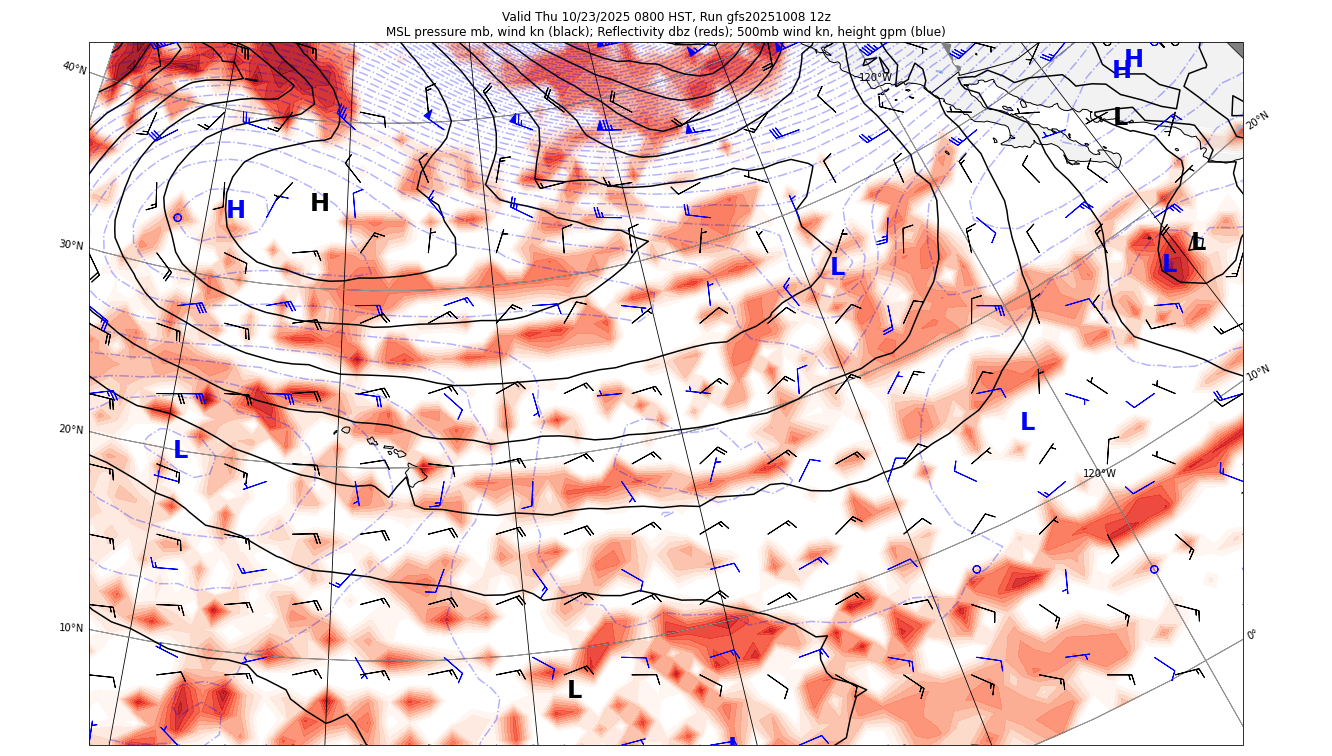 Valid Thu 10/23/2025 0800 HST, Run gfs20251008 12z
MSL pressure mb, wind kn (black); Reflectivity dbz (reds); 500mb wind kn, height gpm (blue)
40°N
120°W
H
H
L
20°N
H
H
30°N
L
L
L
10°N
L
20°N
L
120°W
10°N
0°
L
L